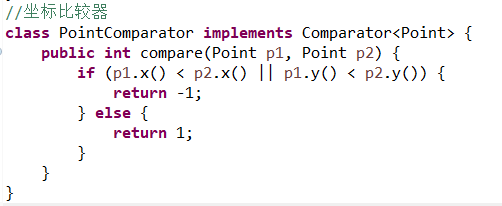 //坐标比较器
class PointComparator implements Comparator<Point> {
    public int compare(Point p1, Point p2) {
        if (p1.x() < p2.x() || p1.y() < p2.y()) {
            return -1;
        } else {
            return 1;
        }
    }
}